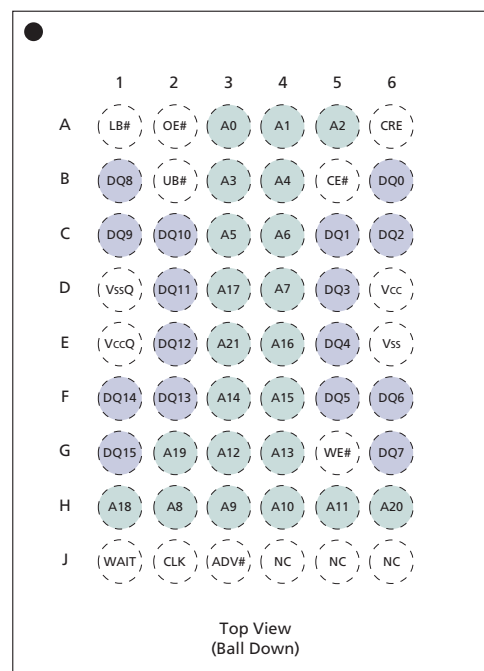 1 2 3 4 5 6
A LB# OE# A0 A1 A2 CRE
B DQ8 UB# A3 A4 CE# DQ0
C DQ9 DQ10 A5 A6 DQ1 DQ2
D VssQ DQ11 A17 A7 DQ3 Vcc
E VccQ DQ12 A21 A16 DQ4 Vss
F DQ14 DQ13 A14 A15 DQ5 DQ6
G DQ15 A19 A12 A13 WE# DQ7
H A18 A8 A9 A10 A11 A20
J WAIT CLK ADV# NC NC NC
Top View
(Ball Down)